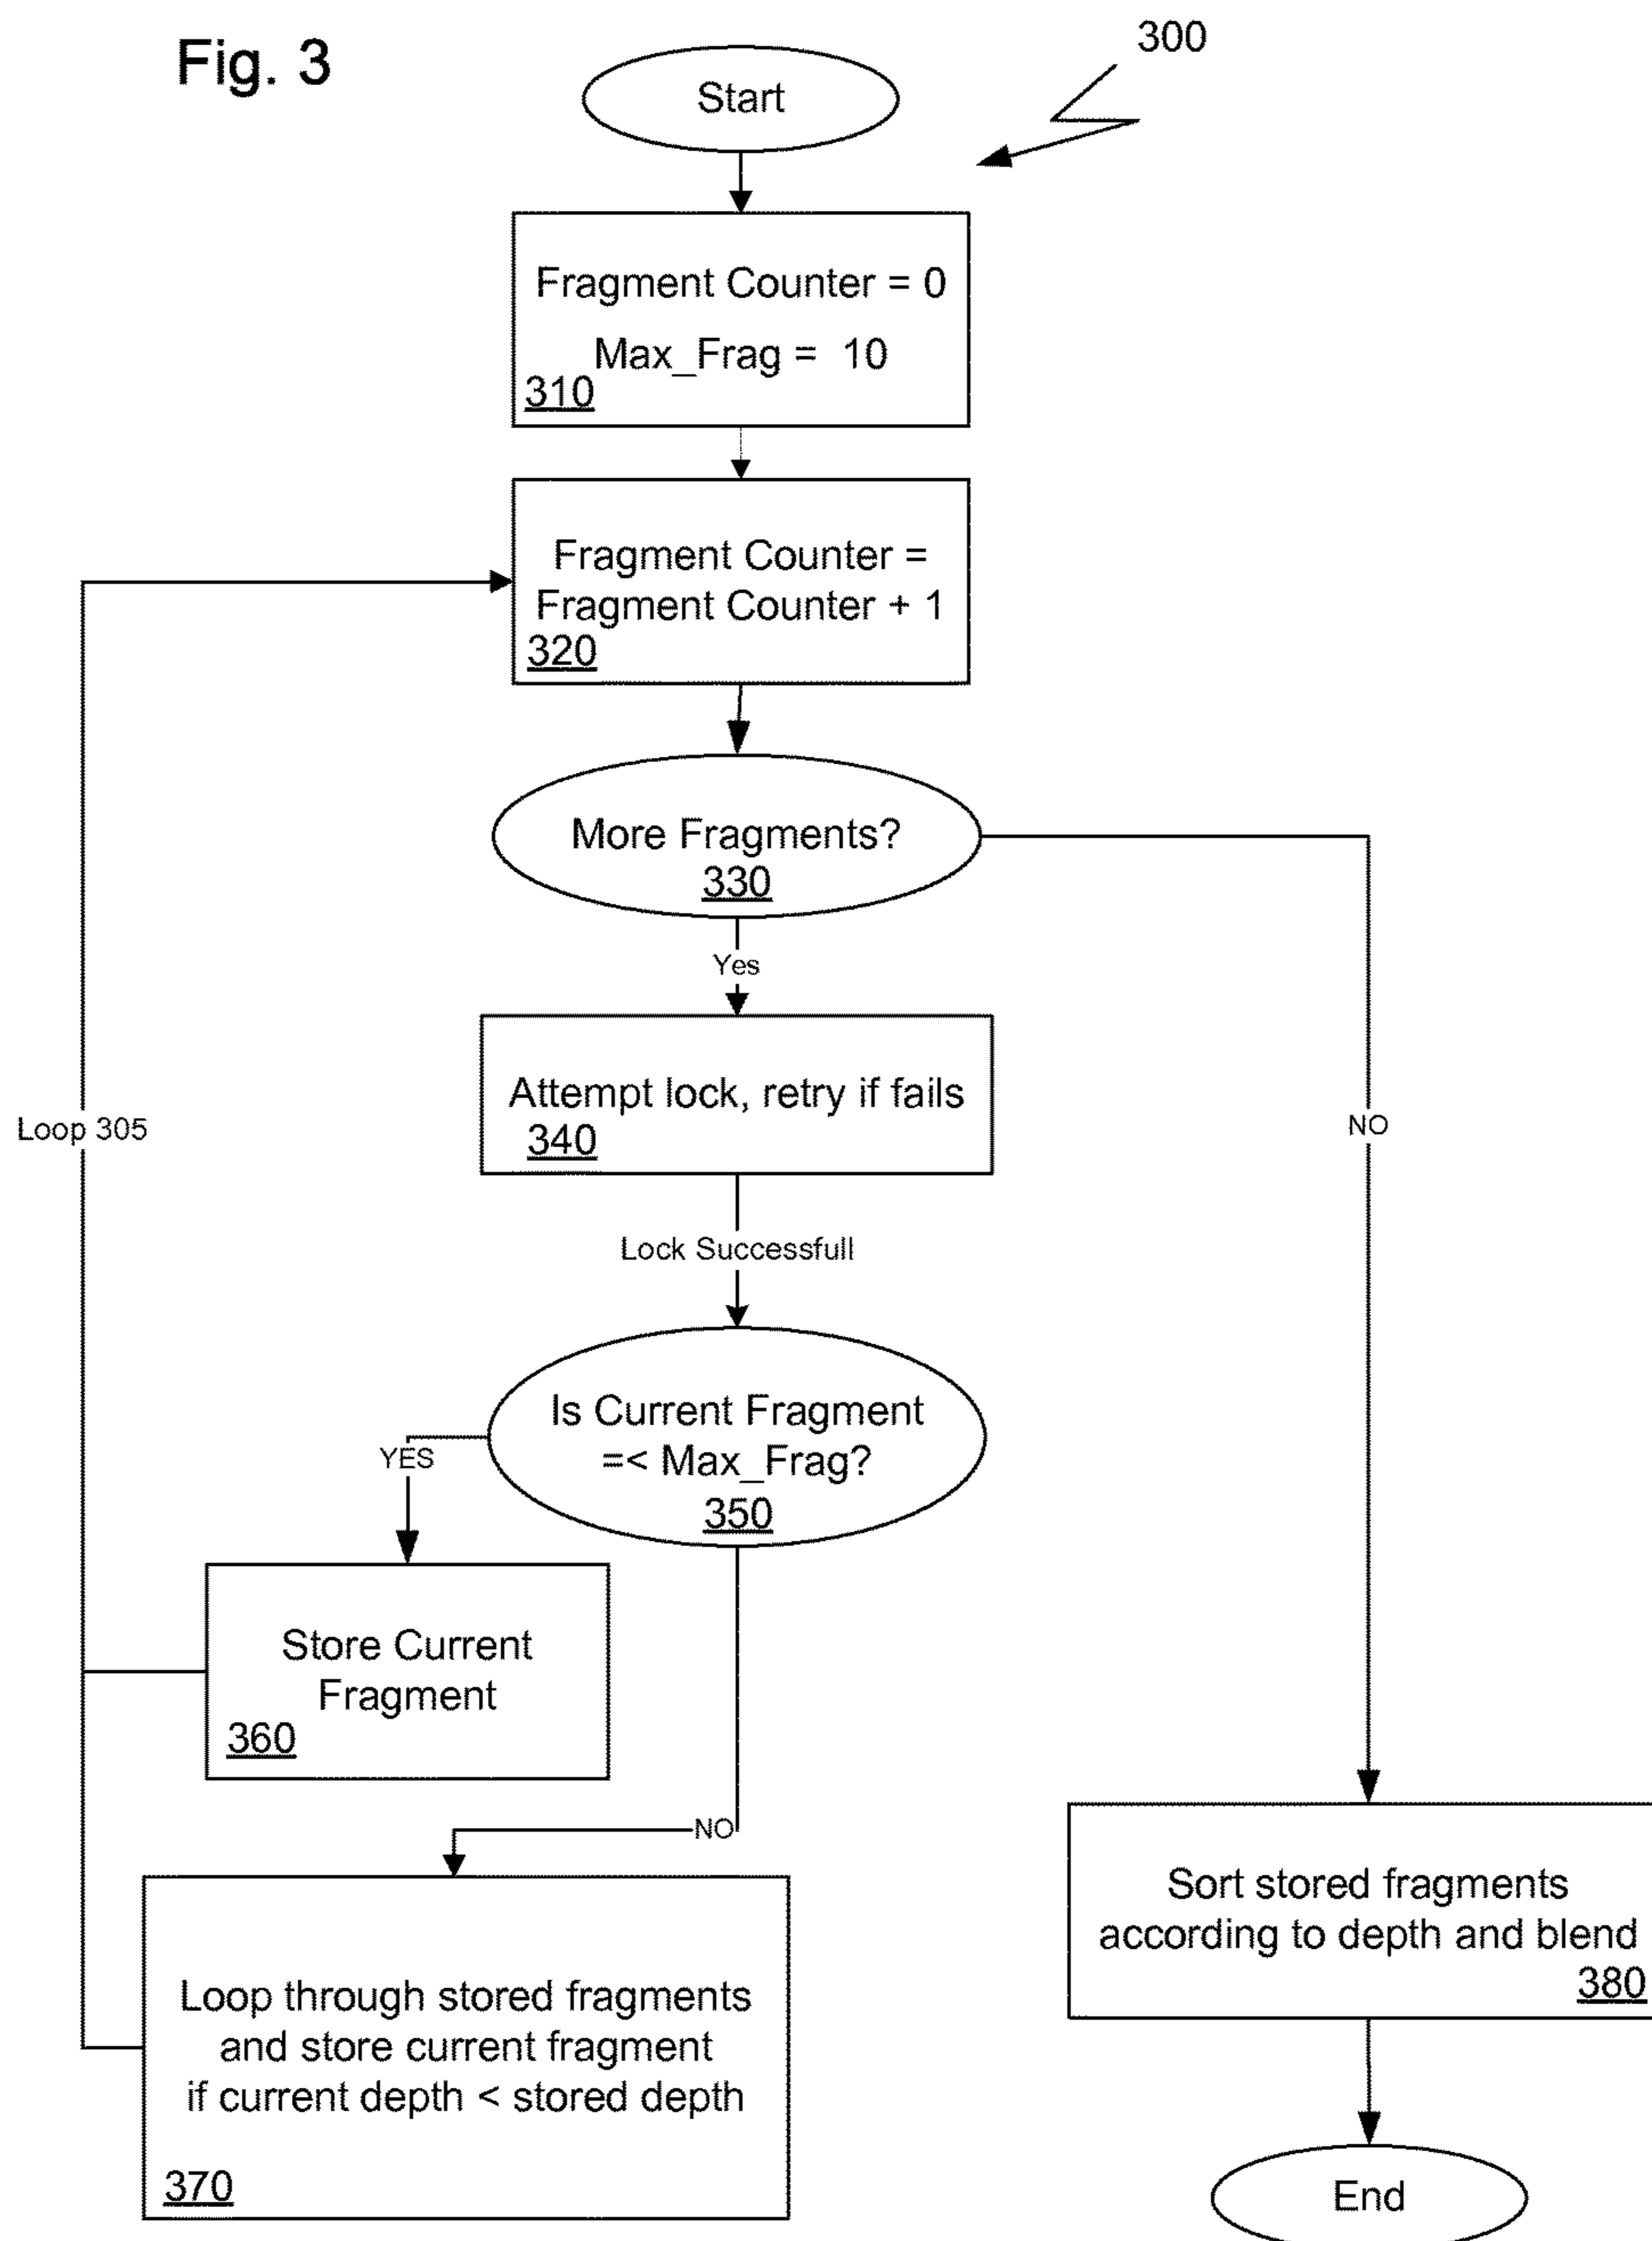 Fig. 3
300
Start
Fragment Counter = 0
Max_Frag = 10
310
Fragment Counter =
Fragment Counter + 1
320
More Fragments?
330
Yes
NO
Attempt lock, retry if fails
340
Loop 305
Lock Successfull
Is Current Fragment
=< Max_Frag?
350
YES
Store Current
Fragment
360
NO
Loop through stored fragments
and store current fragment
if current depth < stored depth
370
Sort stored fragments
according to depth and blend
380
End